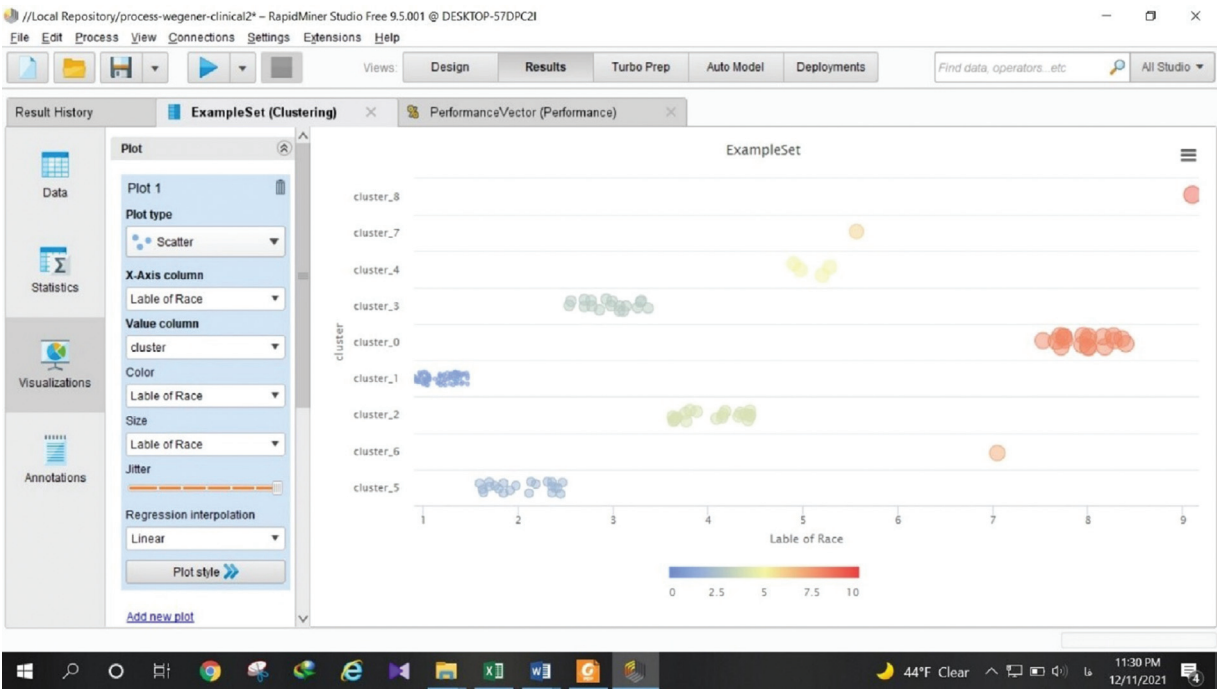 //Local Repository/process-wegener-clinical2* – RapidMiner Studio Free 9.5.001 @ DESKTOP-57DPC2I
File Edit Process View Connections Settings Extensions Help
Views: Design Results Turbo Prep Auto Model Deployments Find data, operators...etc All Studio
Result History ExampleSet (Clustering) PerformanceVector (Performance)
Data
Statistics
Visualizations
Annotations
Plot
Plot 1
Plot type
Scatter
X-Axis column
Lable of Race
Value column
cluster
Color
Lable of Race
Size
Lable of Race
Jitter
Regression interpolation
Linear
Plot style
Add new plot
ExampleSet
cluster
cluster_8
cluster_7
cluster_4
cluster_3
cluster_0
cluster_1
cluster_2
cluster_6
cluster_5
1 2 3 4 5 6 7 8 9
Lable of Race
0 2.5 5 7.5 10
44°F Clear فا 11:30 PM
12/11/2021
4